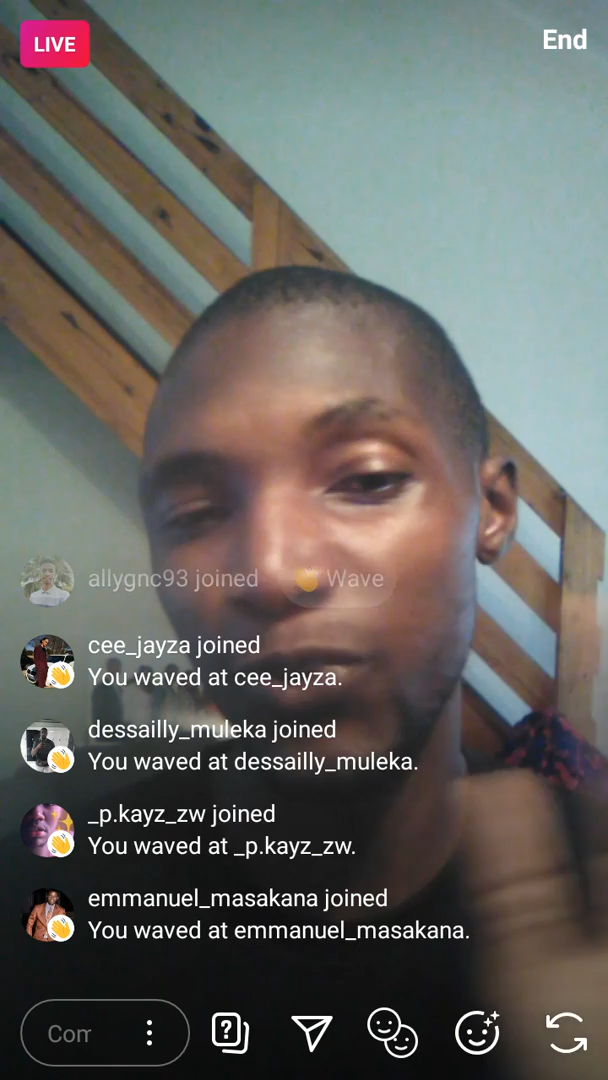 LIVE
End
allygnc93 joined Wave
cee_jayza joined
You waved at cee_jayza.
dessailly_muleka joined
You waved at dessailly_muleka.
_p.kayz_zw joined
You waved at _p.kayz_zw.
emmanuel_masakana joined
You waved at emmanuel_masakana.
Com
?